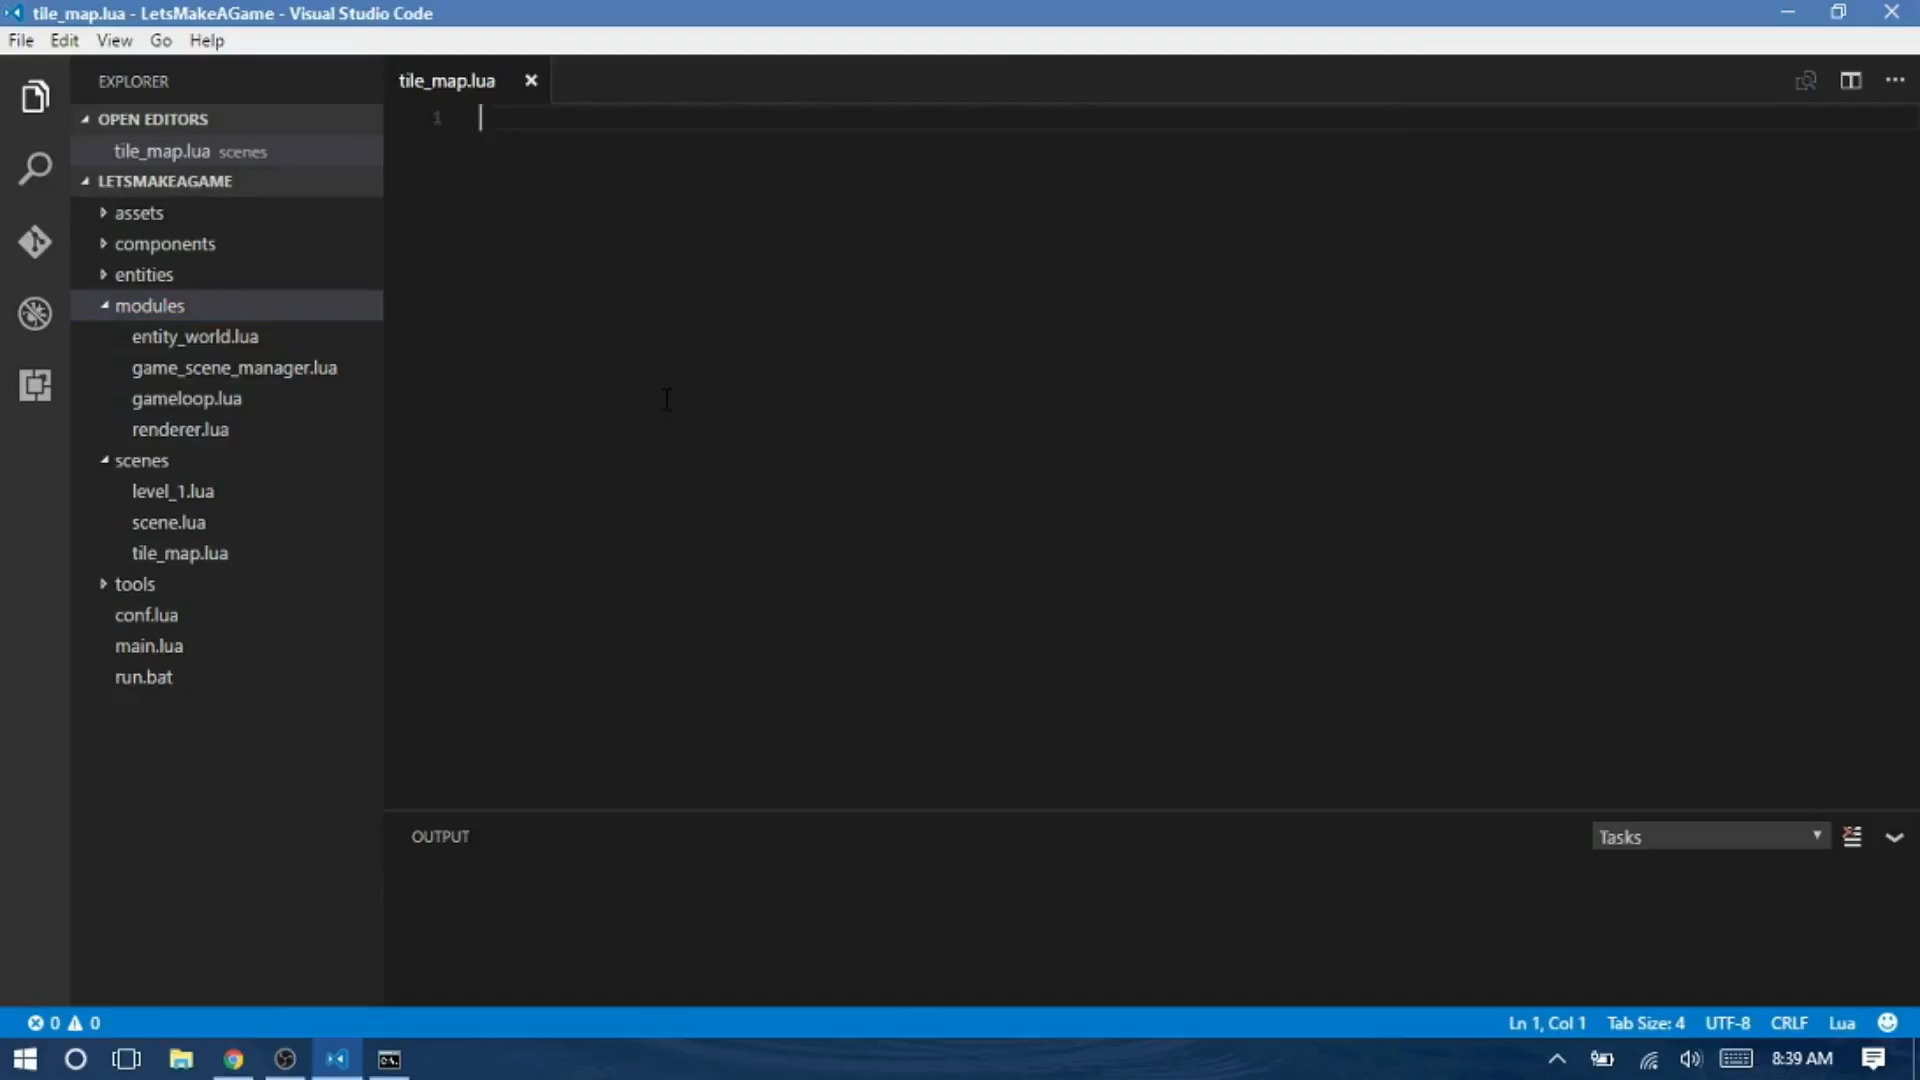 tile_map.lua - LetsMakeAGame - Visual Studio Code
File Edit View Go Help
EXPLORER
OPEN EDITORS
tile_map.lua scenes
LETSMAKEAGAME
assets
components
entities
modules
entity_world.lua
game_scene_manager.lua
gameloop.lua
renderer.lua
scenes
level_1.lua
scene.lua
tile_map.lua
tools
conf.lua
main.lua
run.bat
tile_map.lua
1
OUTPUT
Tasks
0 0
Ln 1, Col 1 Tab Size: 4 UTF-8 CRLF Lua
8:39 AM